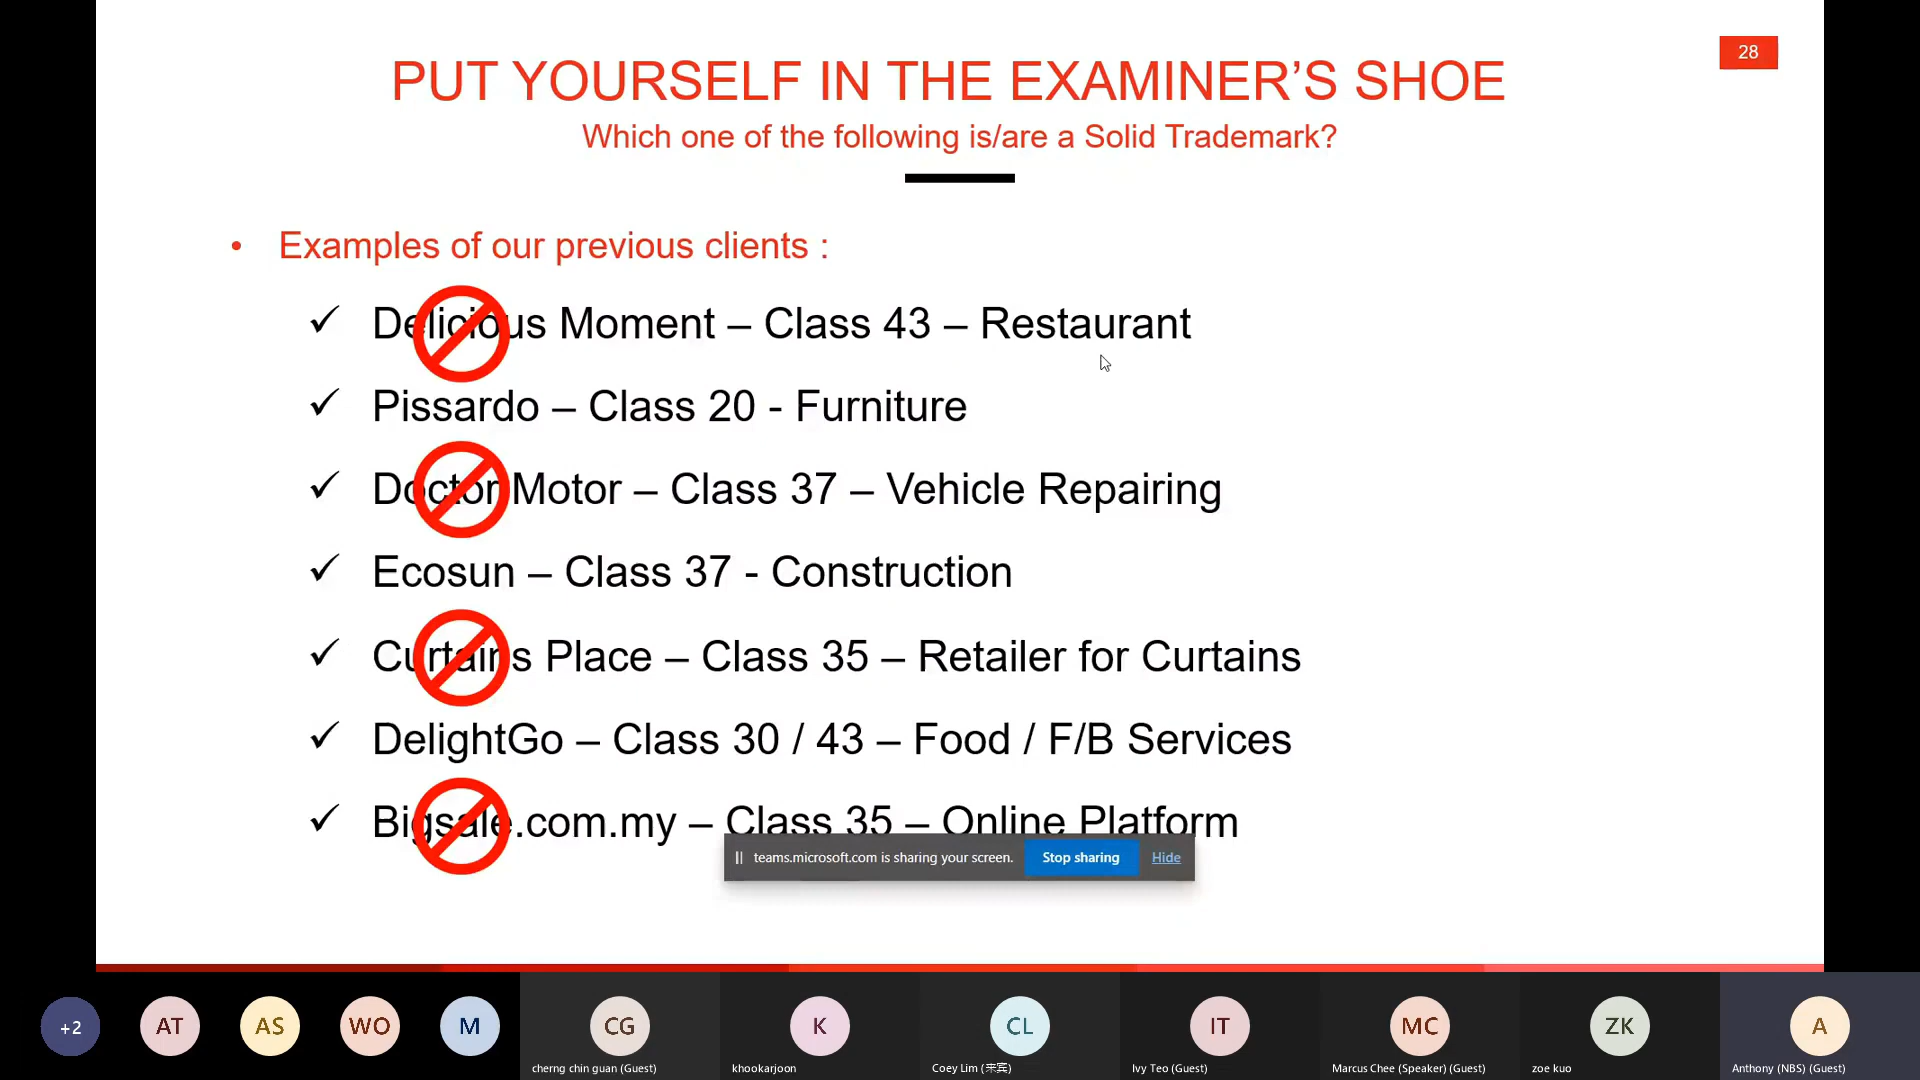 28
PUT YOURSELF IN THE EXAMINER’S SHOE
Which one of the following is/are a Solid Trademark?
• Examples of our previous clients :
✓ Delicious Moment – Class 43 – Restaurant
✓ Pissardo – Class 20 - Furniture
✓ Doctor Motor – Class 37 – Vehicle Repairing
✓ Ecosun – Class 37 - Construction
✓ Curtains Place – Class 35 – Retailer for Curtains
✓ DelightGo – Class 30 / 43 – Food / F/B Services
✓ Bigsale.com.my – Class 35 – Online Platform
teams.microsoft.com is sharing your screen. Stop sharing Hide
+2 AT AS WO M CG K CL IT MC ZK A
cherng chin guan (Guest) khookarjoon Coey Lim (来宾) Ivy Teo (Guest) Marcus Chee (Speaker) (Guest) zoe kuo Anthony (NBS) (Guest)